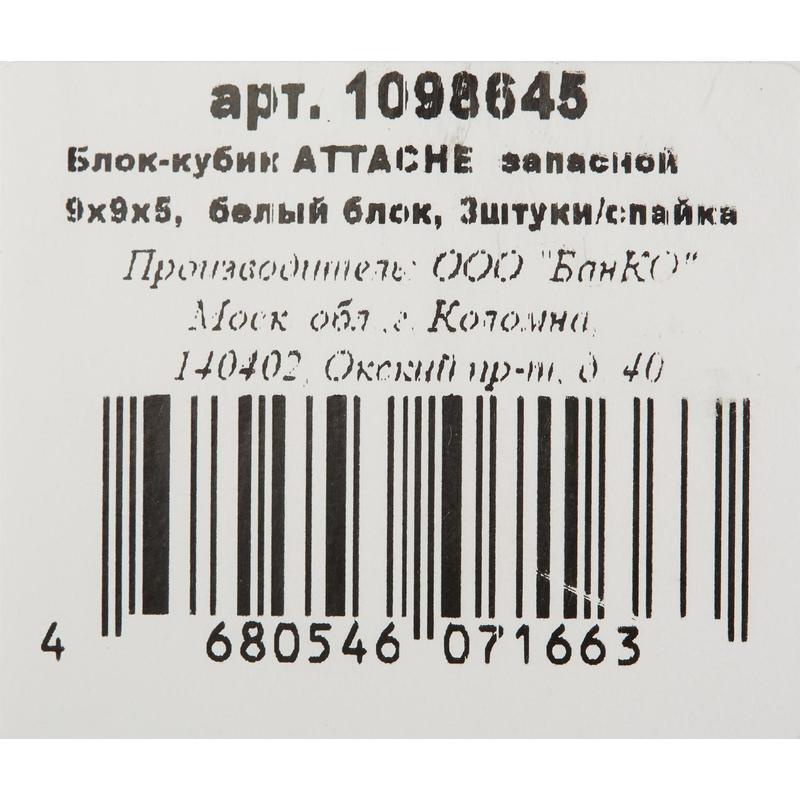 арт. 1098645
Блок-кубик ATTACHE запасной
9х9х5, белый блок, 3штуки/спайка
Производитель: ООО "БанКО"
Моск. обл., г. Коломна,
140402, Окский пр-т, д. 40
4 680546 071663